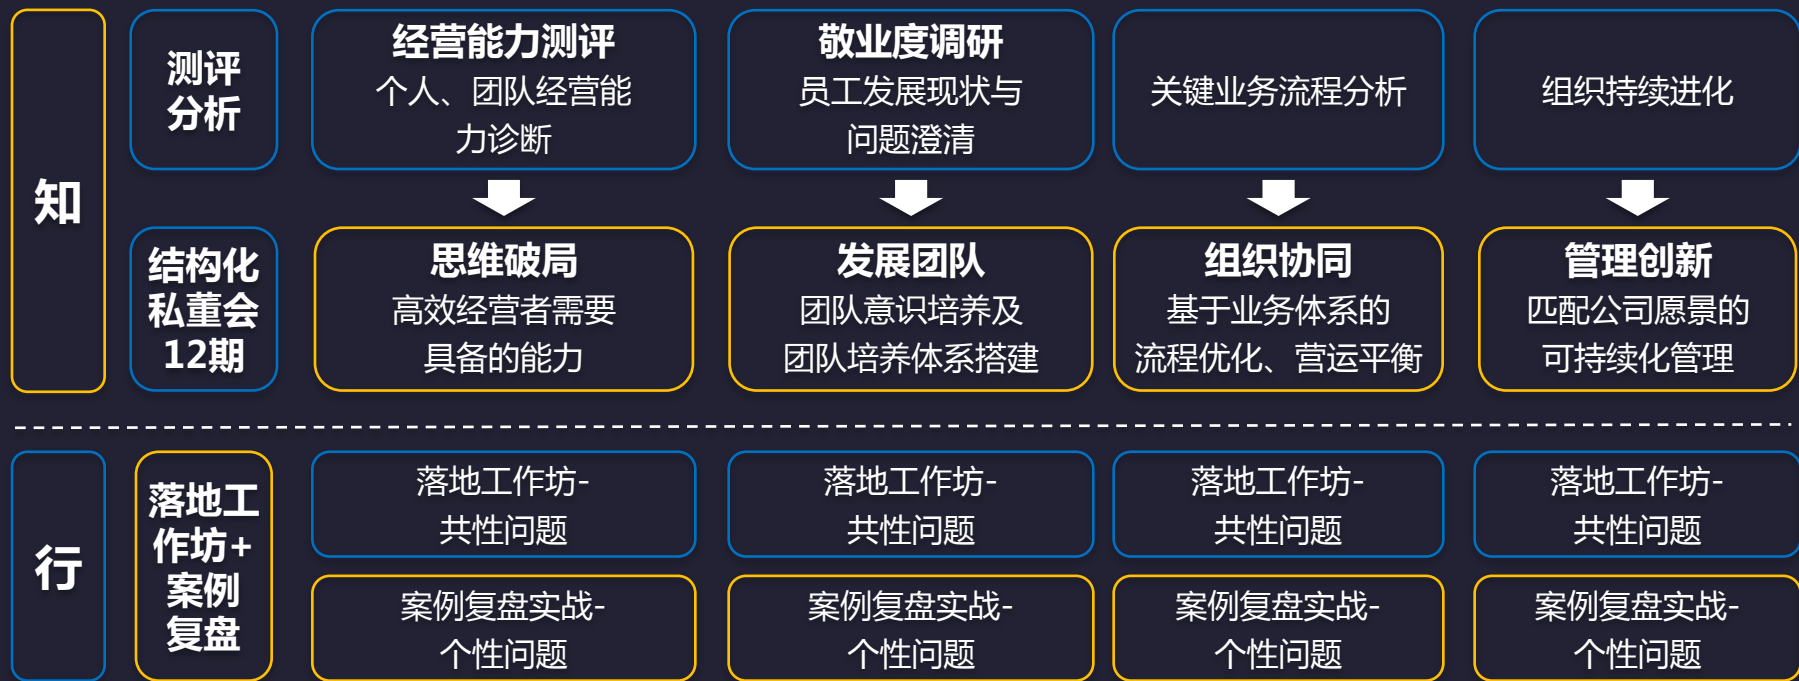 知
测评
分析
经营能力测评
个人、团队经营能
力诊断
敬业度调研
员工发展现状与
问题澄清
关键业务流程分析
组织持续进化
结构化
私董会
12期
思维破局
高效经营者需要
具备的能力
发展团队
团队意识培养及
团队培养体系搭建
组织协同
基于业务体系的
流程优化、营运平衡
管理创新
匹配公司愿景的
可持续化管理
行
落地工
作坊+
案例
复盘
落地工作坊-
共性问题
落地工作坊-
共性问题
落地工作坊-
共性问题
落地工作坊-
共性问题
案例复盘实战-
个性问题
案例复盘实战-
个性问题
案例复盘实战-
个性问题
案例复盘实战-
个性问题